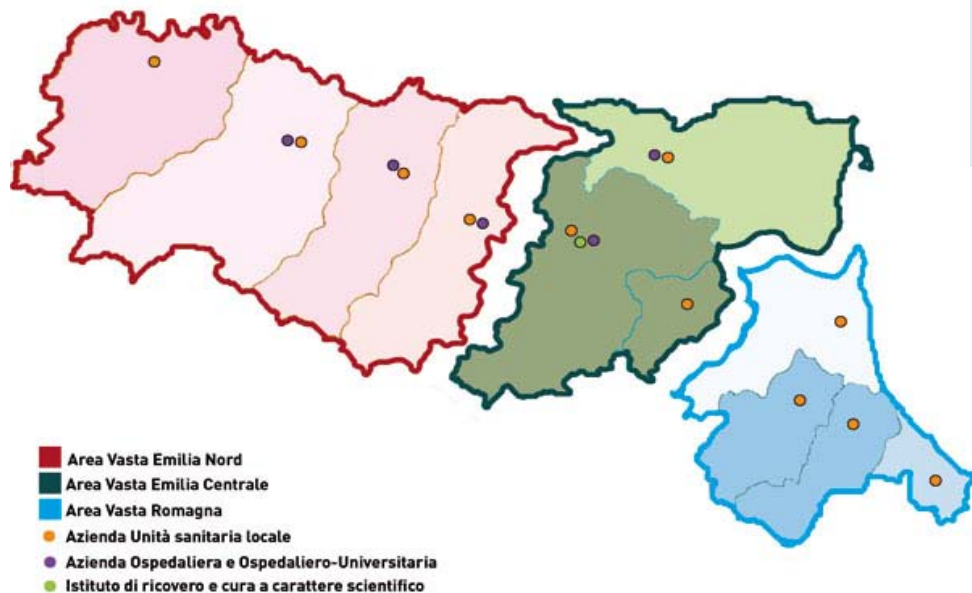 Area Vasta Emilia Nord
Area Vasta Emilia Centrale
Area Vasta Romagna
Azienda Unità sanitaria locale
Azienda Ospedaliera e Ospedaliero-Universitaria
Istituto di ricovero e cura a carattere scientifico